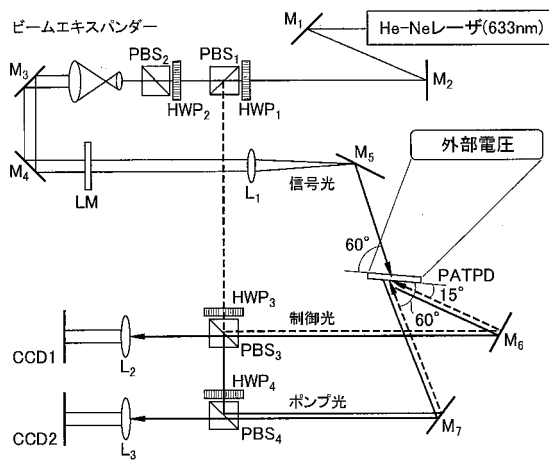 ビームエキスパンダー
M1
He-Neレーザ(633nm)
PBS2
PBS1
M3
M2
HWP2
HWP1
M4
LM
L1
信号光
M5
外部電圧
60°
PATPD
15°
60°
HWP3
制御光
M6
CCD1
L2
PBS3
HWP4
ポンプ光
M7
CCD2
L3
PBS4